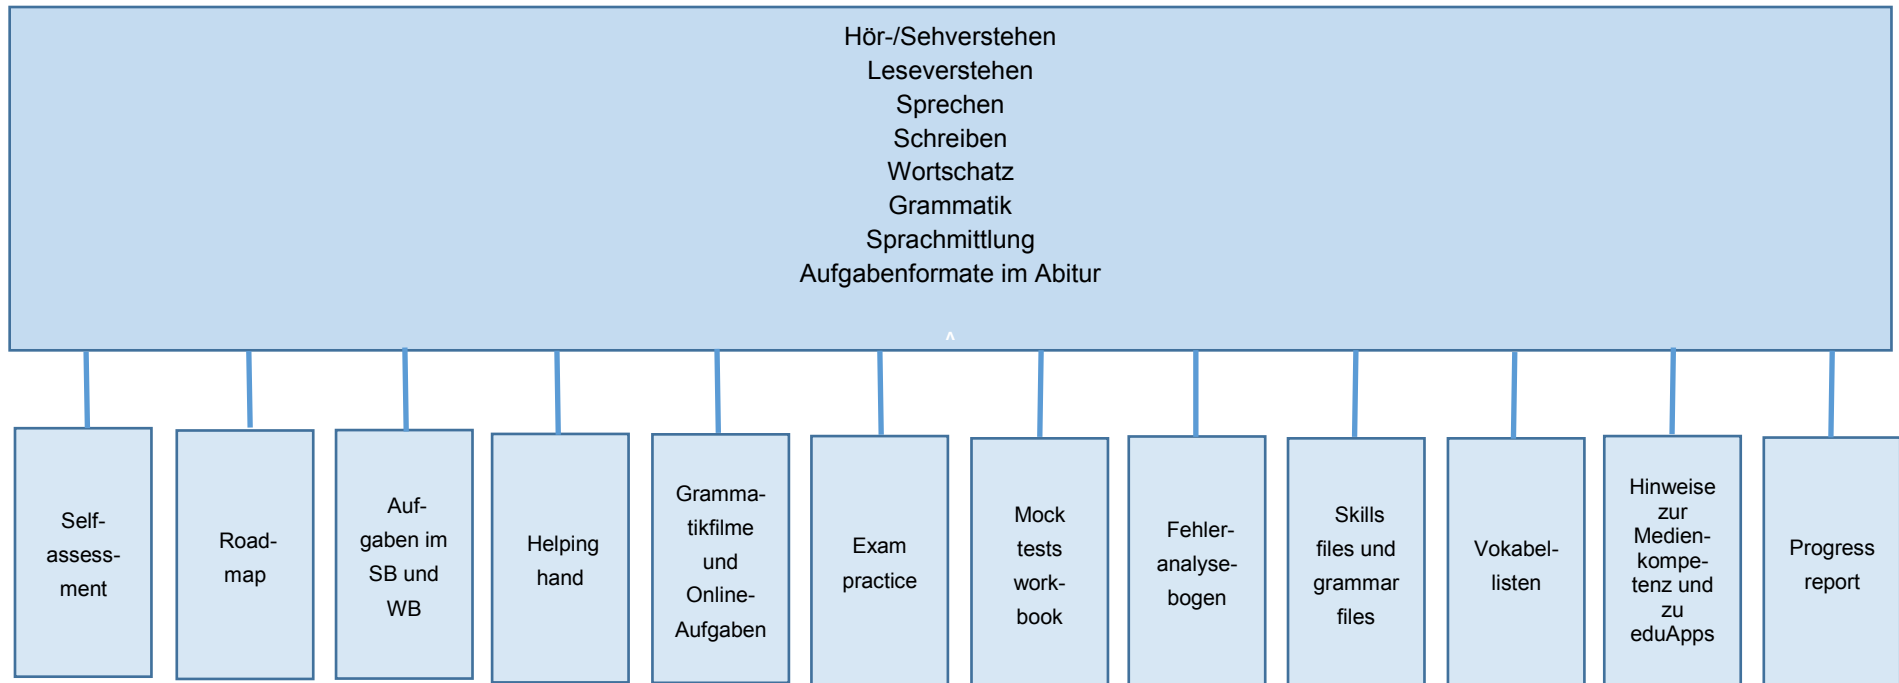 Hör-/Sehverstehen
Leseverstehen
Sprechen
Schreiben
Wortschatz
Grammatik
Sprachmittlung
Aufgabenformate im Abitur
^
Self-
assess-
ment
Road-
map
Auf-
gaben im
SB und
WB
Helping
hand
Gramma-
tikfilme
und
Online-
Aufgaben
Exam
practice
Mock
tests
work-
book
Fehler-
analyse-
bogen
Skills
files und
grammar
files
Vokabel-
listen
Hinweise
zur
Medien-
kompe-
tenz und
zu
eduApps
Progress
report